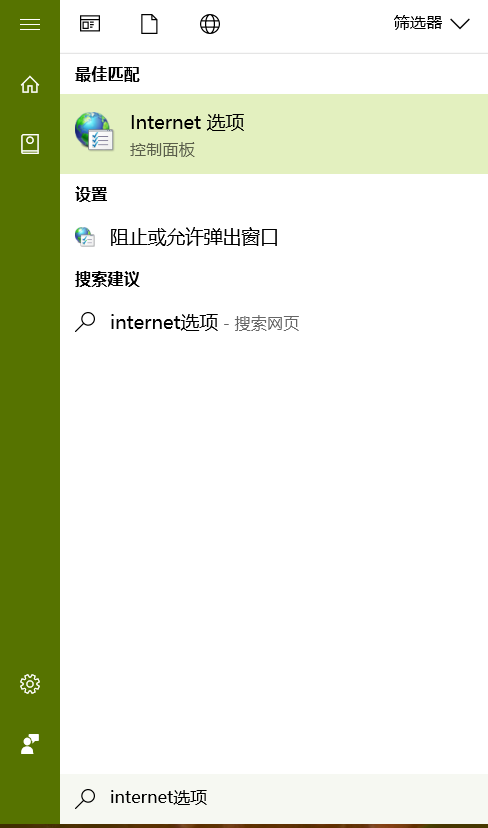 筛选器
最佳匹配
Internet 选项
控制面板
设置
阻止或允许弹出窗口
搜索建议
internet选项 - 搜索网页
internet选项